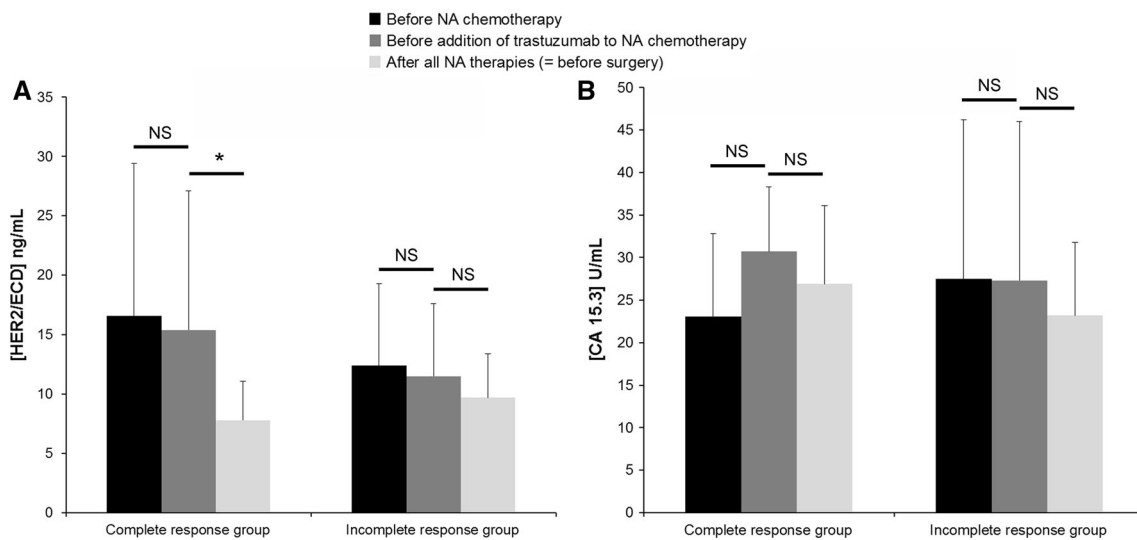 Before NA chemotherapy
Before addition of trastuzumab to NA chemotherapy
After all NA therapies (= before surgery)
A
[HER2/ECD] ng/mL
35
30
25
20
15
10
5
0
NS
*
NS
NS
Complete response group
Incomplete response group
B
[CA 15.3] U/mL
50
45
40
35
30
25
20
15
10
5
0
NS
NS
NS
NS
Complete response group
Incomplete response group